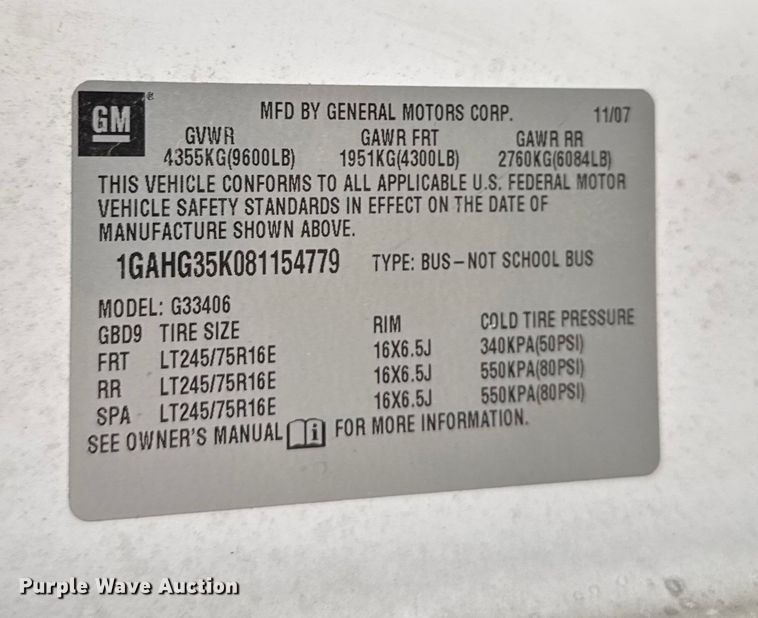 GM ® MFD BY GENERAL MOTORS CORP. 11/07
GVWR GAWR FRT GAWR RR
4355KG(9600LB) 1951KG(4300LB) 2760KG(6084LB)
THIS VEHICLE CONFORMS TO ALL APPLICABLE U.S. FEDERAL MOTOR
VEHICLE SAFETY STANDARDS IN EFFECT ON THE DATE OF
MANUFACTURE SHOWN ABOVE.
1GAHG35K081154779 TYPE: BUS-NOT SCHOOL BUS
MODEL: G33406
GBD9 TIRE SIZE RIM COLD TIRE PRESSURE
FRT LT245/75R16E 16X6.5J 340KPA(50PSI)
RR LT245/75R16E 16X6.5J 550KPA(80PSI)
SPA LT245/75R16E 16X6.5J 550KPA(80PSI)
SEE OWNER'S MANUAL i FOR MORE INFORMATION.
Purple Wave Auction